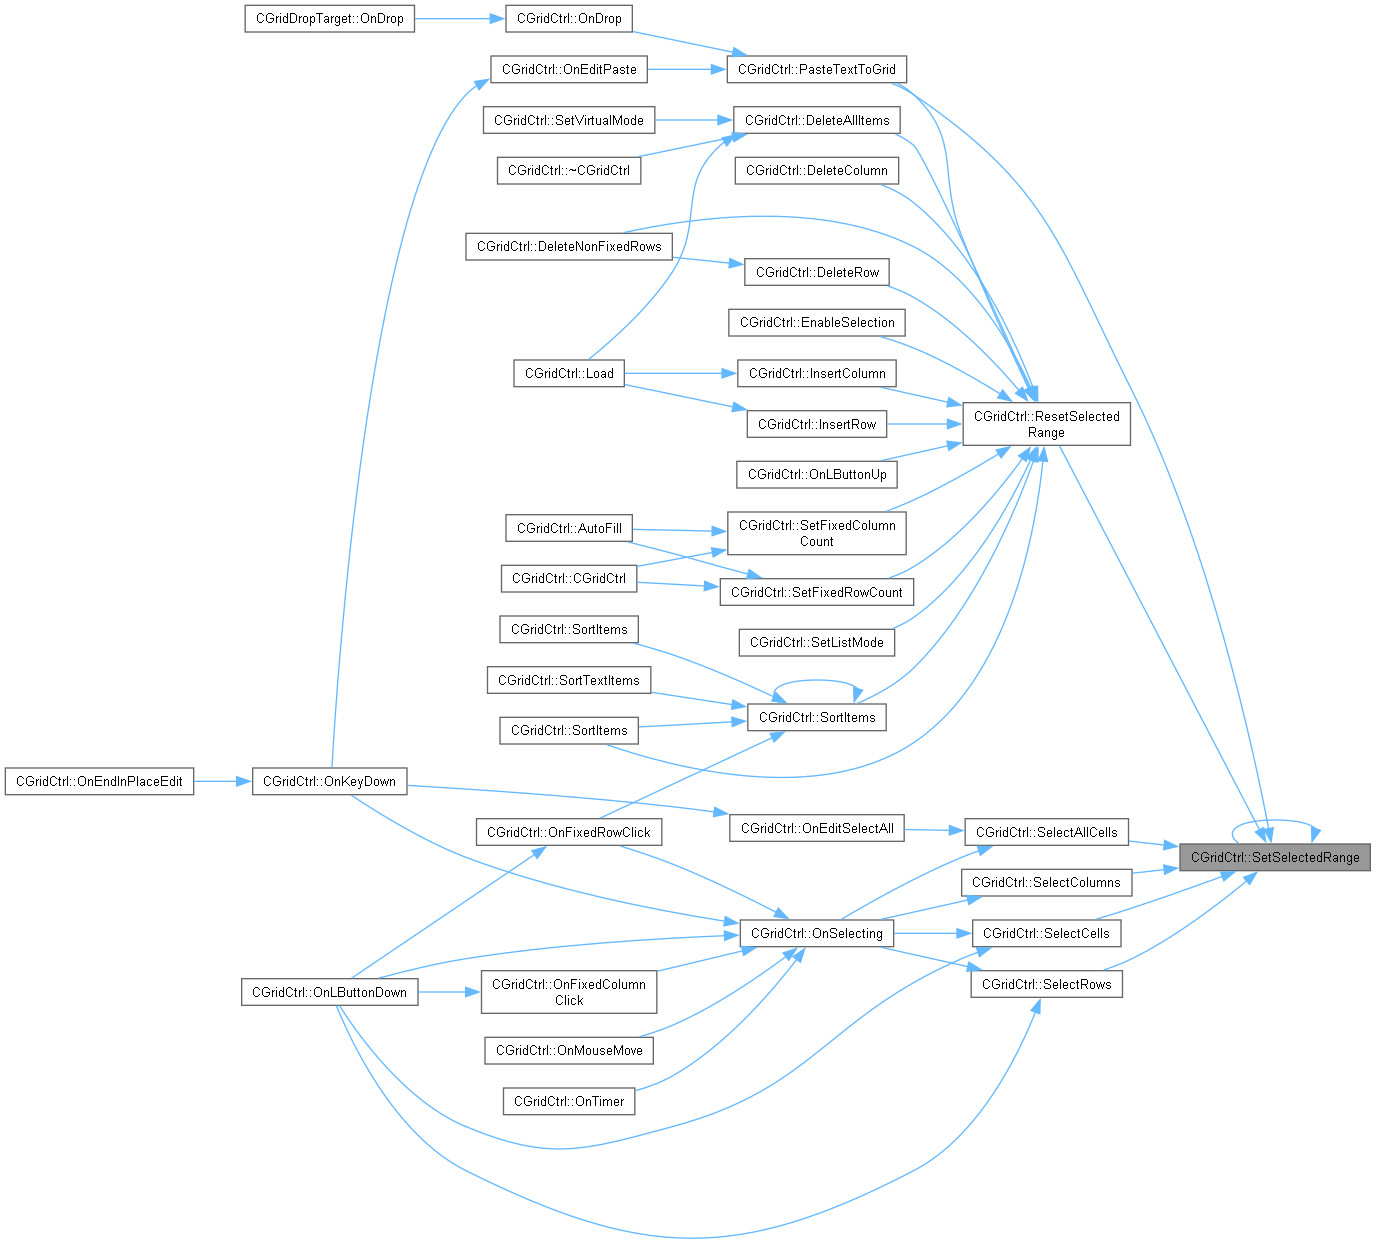 CGridDropTarget::OnDrop
CGridCtrl::OnDrop
CGridCtrl::OnEditPaste
CGridCtrl::PasteTextToGrid
CGridCtrl::SetVirtualMode
CGridCtrl::DeleteAllItems
CGridCtrl::~CGridCtrl
CGridCtrl::DeleteColumn
CGridCtrl::DeleteNonFixedRows
CGridCtrl::DeleteRow
CGridCtrl::EnableSelection
CGridCtrl::Load
CGridCtrl::InsertColumn
CGridCtrl::InsertRow
CGridCtrl::ResetSelected
Range
CGridCtrl::OnLButtonUp
CGridCtrl::AutoFill
CGridCtrl::SetFixedColumn
Count
CGridCtrl::CGridCtrl
CGridCtrl::SetFixedRowCount
CGridCtrl::SortItems
CGridCtrl::SetListMode
CGridCtrl::SortTextItems
CGridCtrl::SortItems
CGridCtrl::SortItems
CGridCtrl::OnEndInPlaceEdit
CGridCtrl::OnKeyDown
CGridCtrl::OnFixedRowClick
CGridCtrl::OnEditSelectAll
CGridCtrl::SelectAllCells
CGridCtrl::SetSelectedRange
CGridCtrl::SelectColumns
CGridCtrl::OnSelecting
CGridCtrl::SelectCells
CGridCtrl::OnLButtonDown
CGridCtrl::OnFixedColumn
Click
CGridCtrl::SelectRows
CGridCtrl::OnMouseMove
CGridCtrl::OnTimer